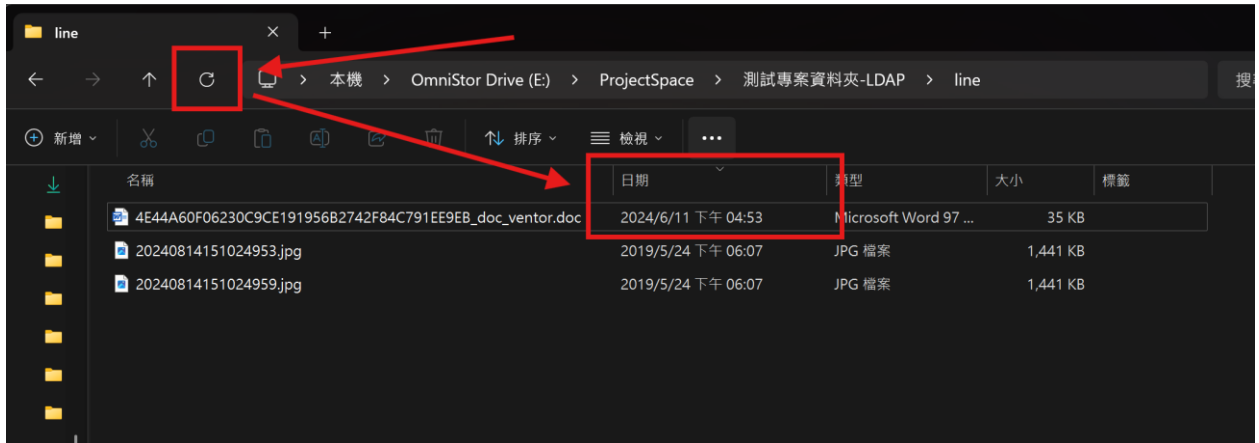 line
本機 > OmniStor Drive (E:) > ProjectSpace > 測試專案資料夾-LDAP > line
新增 排序 檢視
名稱 日期 類型 大小 標籤
4E44A60F06230C9CE191956B2742F84C791EE9EB_doc_ventor.doc 2024/6/11 下午 04:53 Microsoft Word 97 ... 35 KB
20240814151024953.jpg 2019/5/24 下午 06:07 JPG 檔案 1,441 KB
20240814151024959.jpg 2019/5/24 下午 06:07 JPG 檔案 1,441 KB